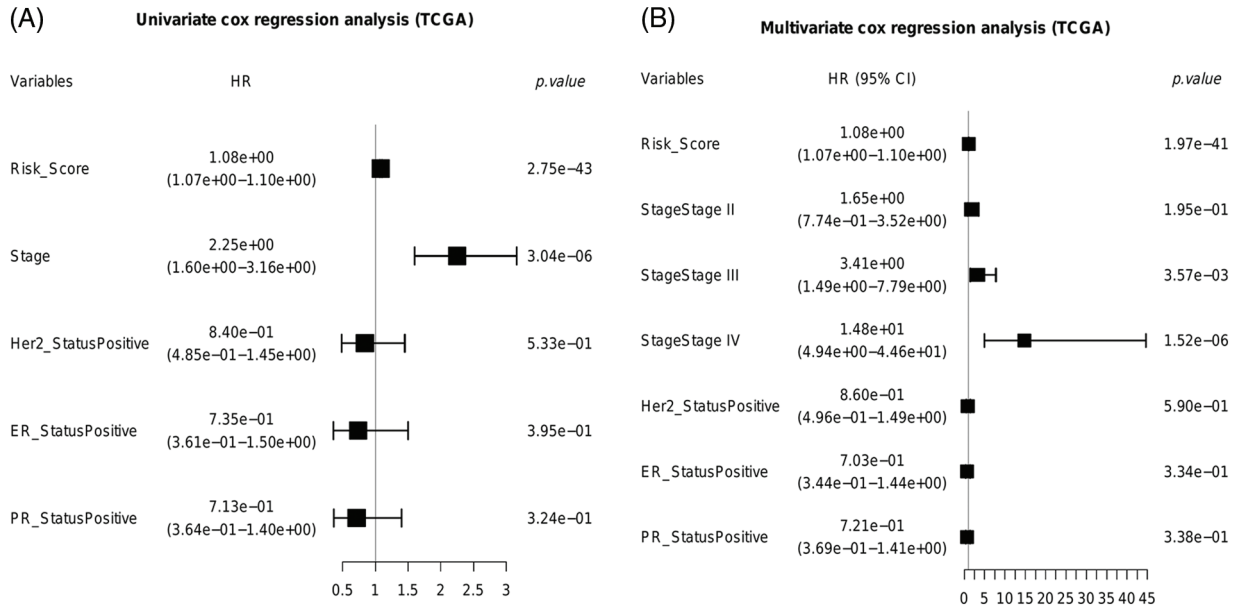 (A)
Univariate cox regression analysis (TCGA)
Variables HR p.value
Risk_Score 1.08e+00 2.75e−43
(1.07e+00−1.10e+00)
Stage 2.25e+00 3.04e−06
(1.60e+00−3.16e+00)
Her2_StatusPositive 8.40e−01 5.33e−01
(4.85e−01−1.45e+00)
ER_StatusPositive 7.35e−01 3.95e−01
(3.61e−01−1.50e+00)
PR_StatusPositive 7.13e−01 3.24e−01
(3.64e−01−1.40e+00)
0.5 1 1.5 2 2.5 3
(B)
Multivariate cox regression analysis (TCGA)
Variables HR (95% CI) p.value
Risk_Score 1.08e+00 1.97e−41
(1.07e+00−1.10e+00)
StageStage II 1.65e+00 1.95e−01
(7.74e−01−3.52e+00)
StageStage III 3.41e+00 3.57e−03
(1.49e+00−7.79e+00)
StageStage IV 1.48e+01 1.52e−06
(4.94e+00−4.46e+01)
Her2_StatusPositive 8.60e−01 5.90e−01
(4.96e−01−1.49e+00)
ER_StatusPositive 7.03e−01 3.34e−01
(3.44e−01−1.44e+00)
PR_StatusPositive 7.21e−01 3.38e−01
(3.69e−01−1.41e+00)
0 5 10 15 20 25 30 35 40 45